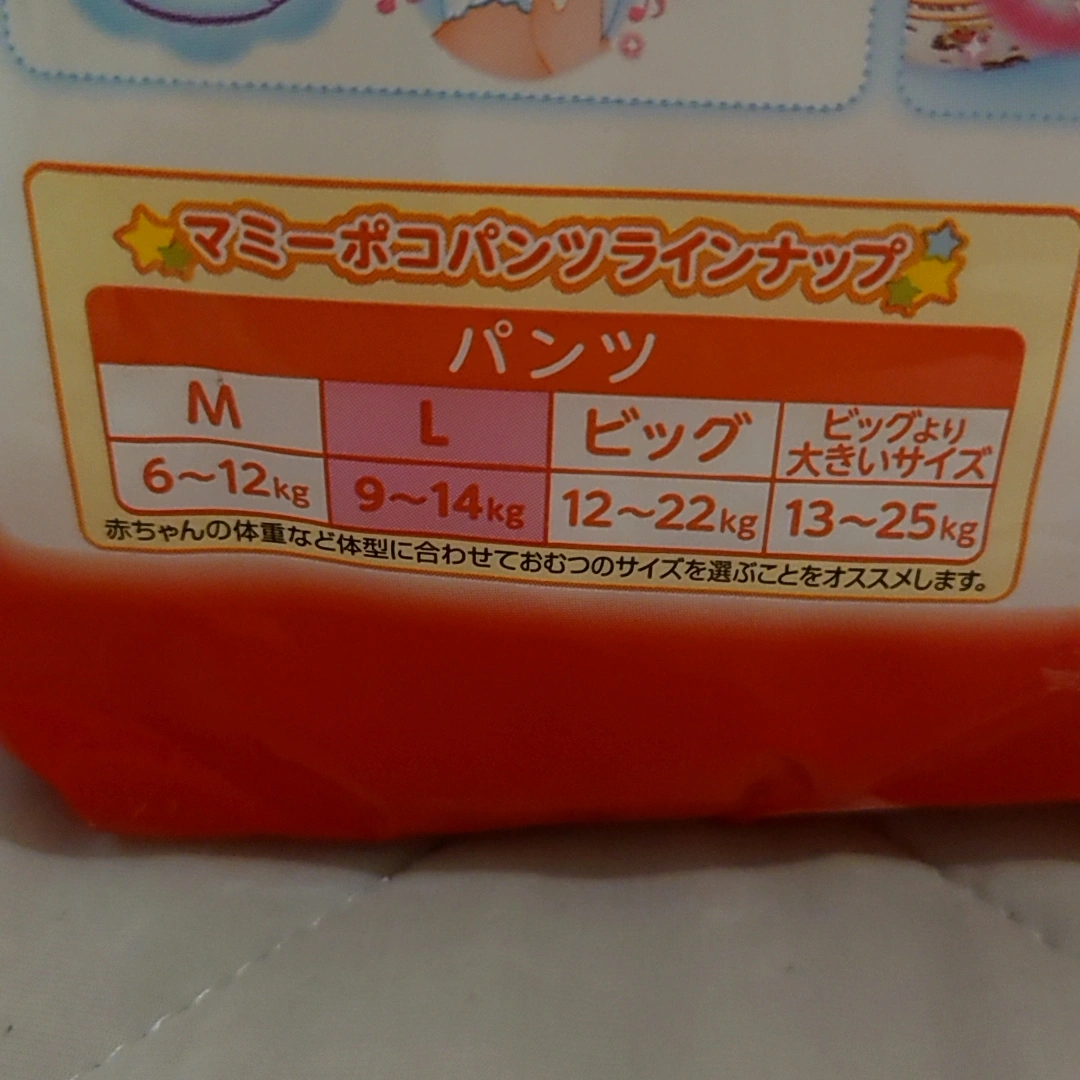 マミーポコパンツラインナップ
パンツ
M L ビッグ ビッグより大きいサイズ
6〜12kg 9〜14kg 12〜22kg 13〜25kg
赤ちゃんの体重など体型に合わせておむつのサイズを選ぶことをオススメします。